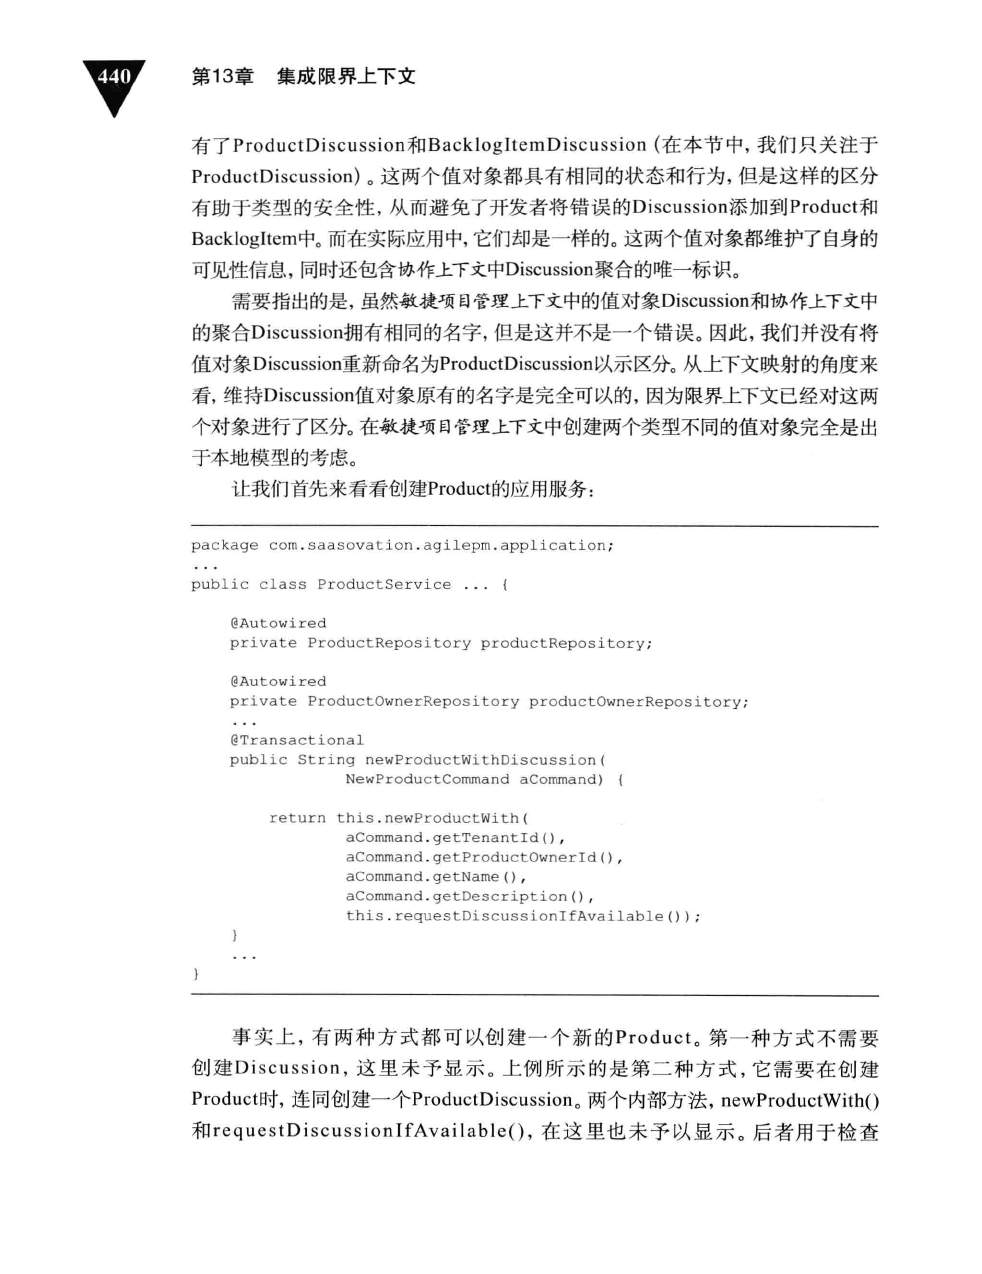 440
第13章 集成限界上下文
有了ProductDiscussion和BacklogItemDiscussion (在本节中, 我们只关注于
ProductDiscussion) 。这两个值对象都具有相同的状态和行为, 但是这样的区分
有助于类型的安全性, 从而避免了开发者将错误的Discussion添加到Product和
BacklogItem中。而在实际应用中, 它们却是一样的。这两个值对象都维护了自身的
可见性信息, 同时还包含协作上下文中Discussion聚合的唯一标识。
需要指出的是, 虽然敏捷项目管理上下文中的值对象Discussion和协作上下文中
的聚合Discussion拥有相同的名字, 但是这并不是一个错误。因此, 我们并没有将
值对象Discussion重新命名为ProductDiscussion以示区分。从上下文映射的角度来
看, 维持Discussion值对象原有的名字是完全可以的, 因为限界上下文已经对这两
个对象进行了区分。在敏捷项目管理上下文中创建两个类型不同的值对象完全是出
于本地模型的考虑。
让我们首先来看看创建Product的应用服务:
package com.saasovation.agilepm.application;
...
public class ProductService ... {
@Autowired
private ProductRepository productRepository;
@Autowired
private ProductOwnerRepository productOwnerRepository;
...
@Transactional
public String newProductWithDiscussion(
NewProductCommand aCommand) {
return this.newProductWith(
aCommand.getTenantId(),
aCommand.getProductOwnerId(),
aCommand.getName(),
aCommand.getDescription(),
this.requestDiscussionIfAvailable());
}
...
}
事实上, 有两种方式都可以创建一个新的Product。第一种方式不需要
创建Discussion, 这里未予显示。上例所示的是第二种方式, 它需要在创建
Product时, 连同创建一个ProductDiscussion。两个内部方法, newProductWith()
和requestDiscussionIfAvailable(), 在这里也未予以显示。后者用于检查